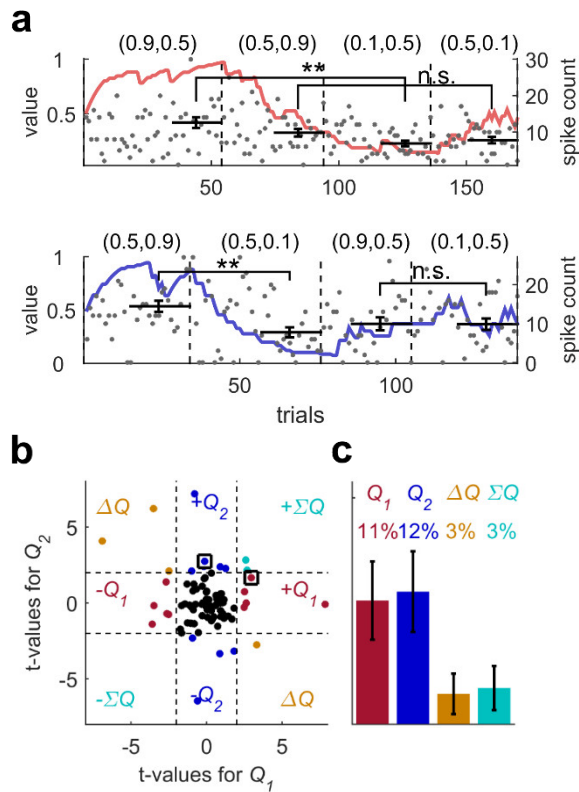 a
(0.9,0.5) (0.5,0.9) (0.1,0.5) (0.5,0.1)
1 30
** n.s.
value 0.5 20 spike count
10
0
50 100 150
(0.5,0.9) (0.5,0.1) (0.9,0.5) (0.1,0.5)
1
** n.s. 20
value 0.5 10 spike count
0 0
50 100
trials
b c
ΔQ +Q2 +ΣQ
5
-Q1 +Q1
0
-5
-ΣQ -Q2 ΔQ
-5 0 5
t-values for Q2
t-values for Q1
Q1 Q2 ΔQ ΣQ
11% 12% 3% 3%